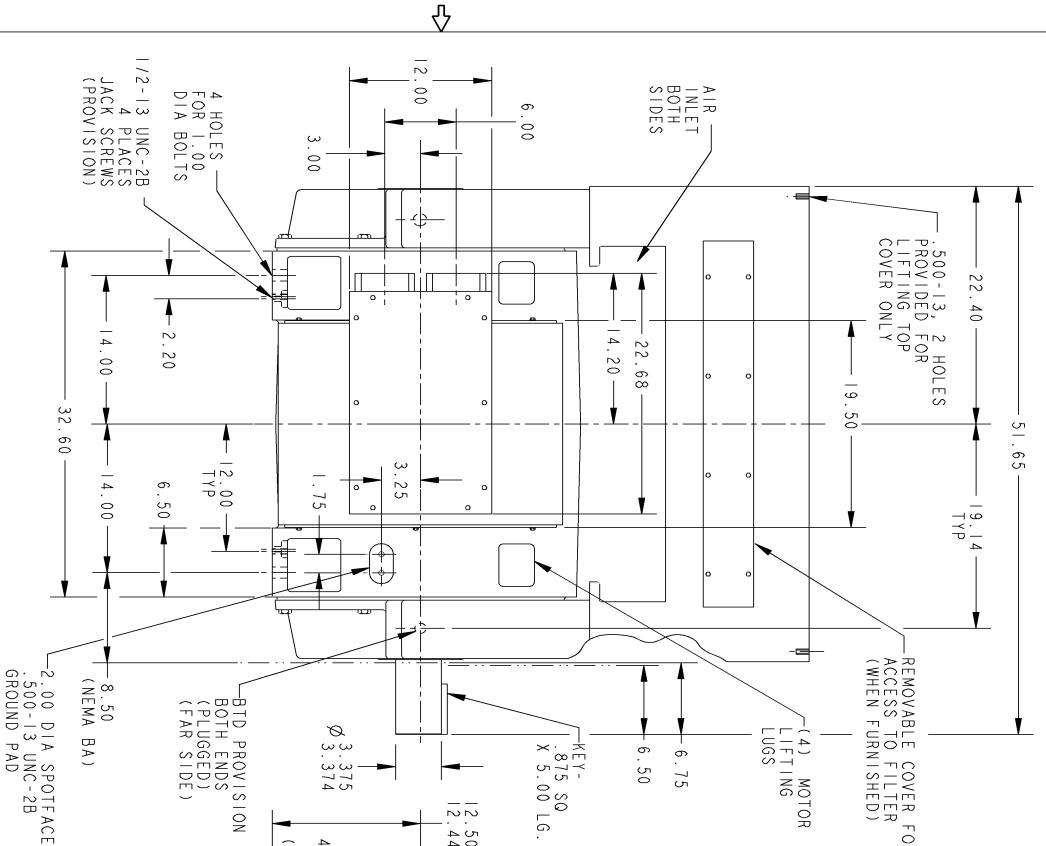 AIR
INLET
BOTH
SIDES
.500-13, 2 HOLES
PROVIDED FOR
LIFTING TOP
COVER ONLY
REMOVABLE COVER FO
ACCESS TO FILTER
(WHEN FURNISHED)
(4) MOTOR
LIFTING
LUGS
51.65
22.40
19.14
TYP
19.50
22.68
14.20
12.00
6.00
3.00
4 HOLES
FOR 1.00
DIA BOLTS
1/2-13 UNC-2B
4 PLACES
JACK SCREWS
(PROVISION)
2.20
14.00
32.60
14.00
12.00
TYP
6.50
1.75
3.25
8.50
(NEMA BA)
2.00 DIA SPOTFACE
.500-13 UNC-2B
GROUND PAD
BTD PROVISION
BOTH ENDS
(PLUGGED)
(FAR SIDE)
Ø 3.375
3.374
KEY-
.875 SQ
X 5.00 LG.
6.50
6.75
12.50
12.44
4
(